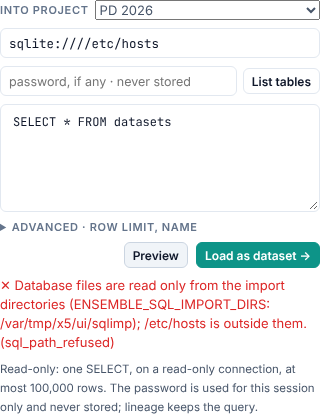 INTO PROJECT PD 2026
sqlite:////etc/hosts
password, if any · never stored List tables
SELECT * FROM datasets
▶ ADVANCED · ROW LIMIT, NAME
Preview Load as dataset →
✕ Database files are read only from the import
directories (ENSEMBLE_SQL_IMPORT_DIRS:
/var/tmp/x5/ui/sqlimp); /etc/hosts is outside them.
(sql_path_refused)
Read-only: one SELECT, on a read-only connection, at
most 100,000 rows. The password is used for this session
only and never stored; lineage keeps the query.